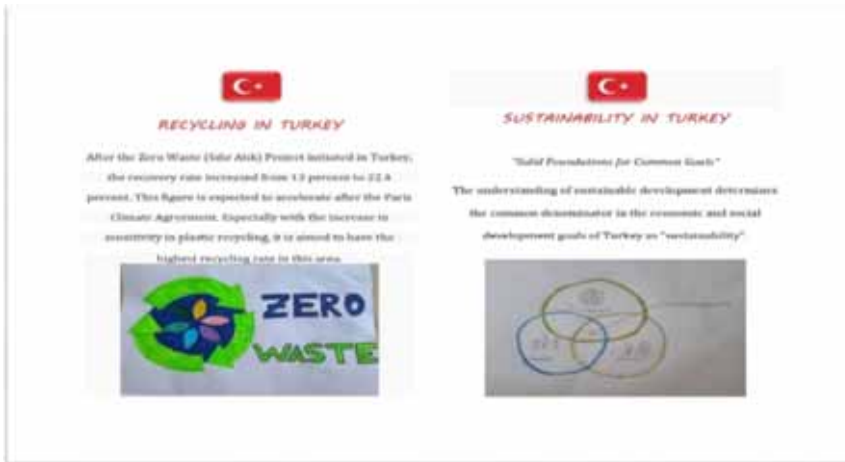 RECYCLING IN TURKEY
After the Zero Waste (Sıfır Atık) Project initiated in Turkey,
the recovery rate increased from 13 percent to 22.4
percent. This figure is expected to accelerate after the Paris
Climate Agreement. Especially with the increase in
sensitivity in plastic recycling, it is aimed to have the
highest recycling rate in this area.
ZERO
WASTE
SUSTAINABILITY IN TURKEY
"Solid Foundations for Common Goals"
The understanding of sustainable development determines
the common denominator in the economic and social
development goals of Turkey as "sustainability".